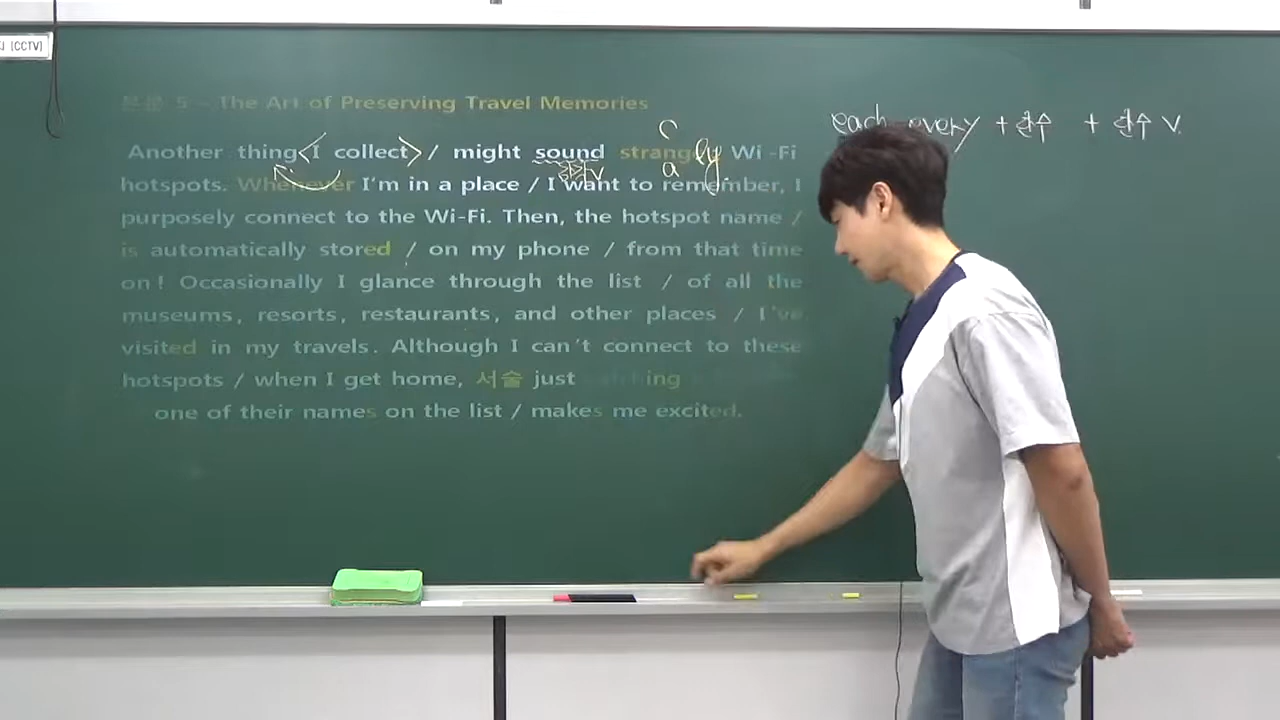 [CCTV]
본문 5 - The Art of Preserving Travel Memories
each every + 단수 + 단수 V.
Another thing <I collect> / might sound strange ly. Wi-Fi
c
a
hotspots. Whenever I'm in a place / I want to remember, I
purposely connect to the Wi-Fi. Then, the hotspot name /
is automatically stored / on my phone / from that time
on! Occasionally I glance through the list / of all the
museums, resorts, restaurants, and other places / I've
visited in my travels. Although I can't connect to these
hotspots / when I get home, 서술 just
one of their names on the list / makes me excited.